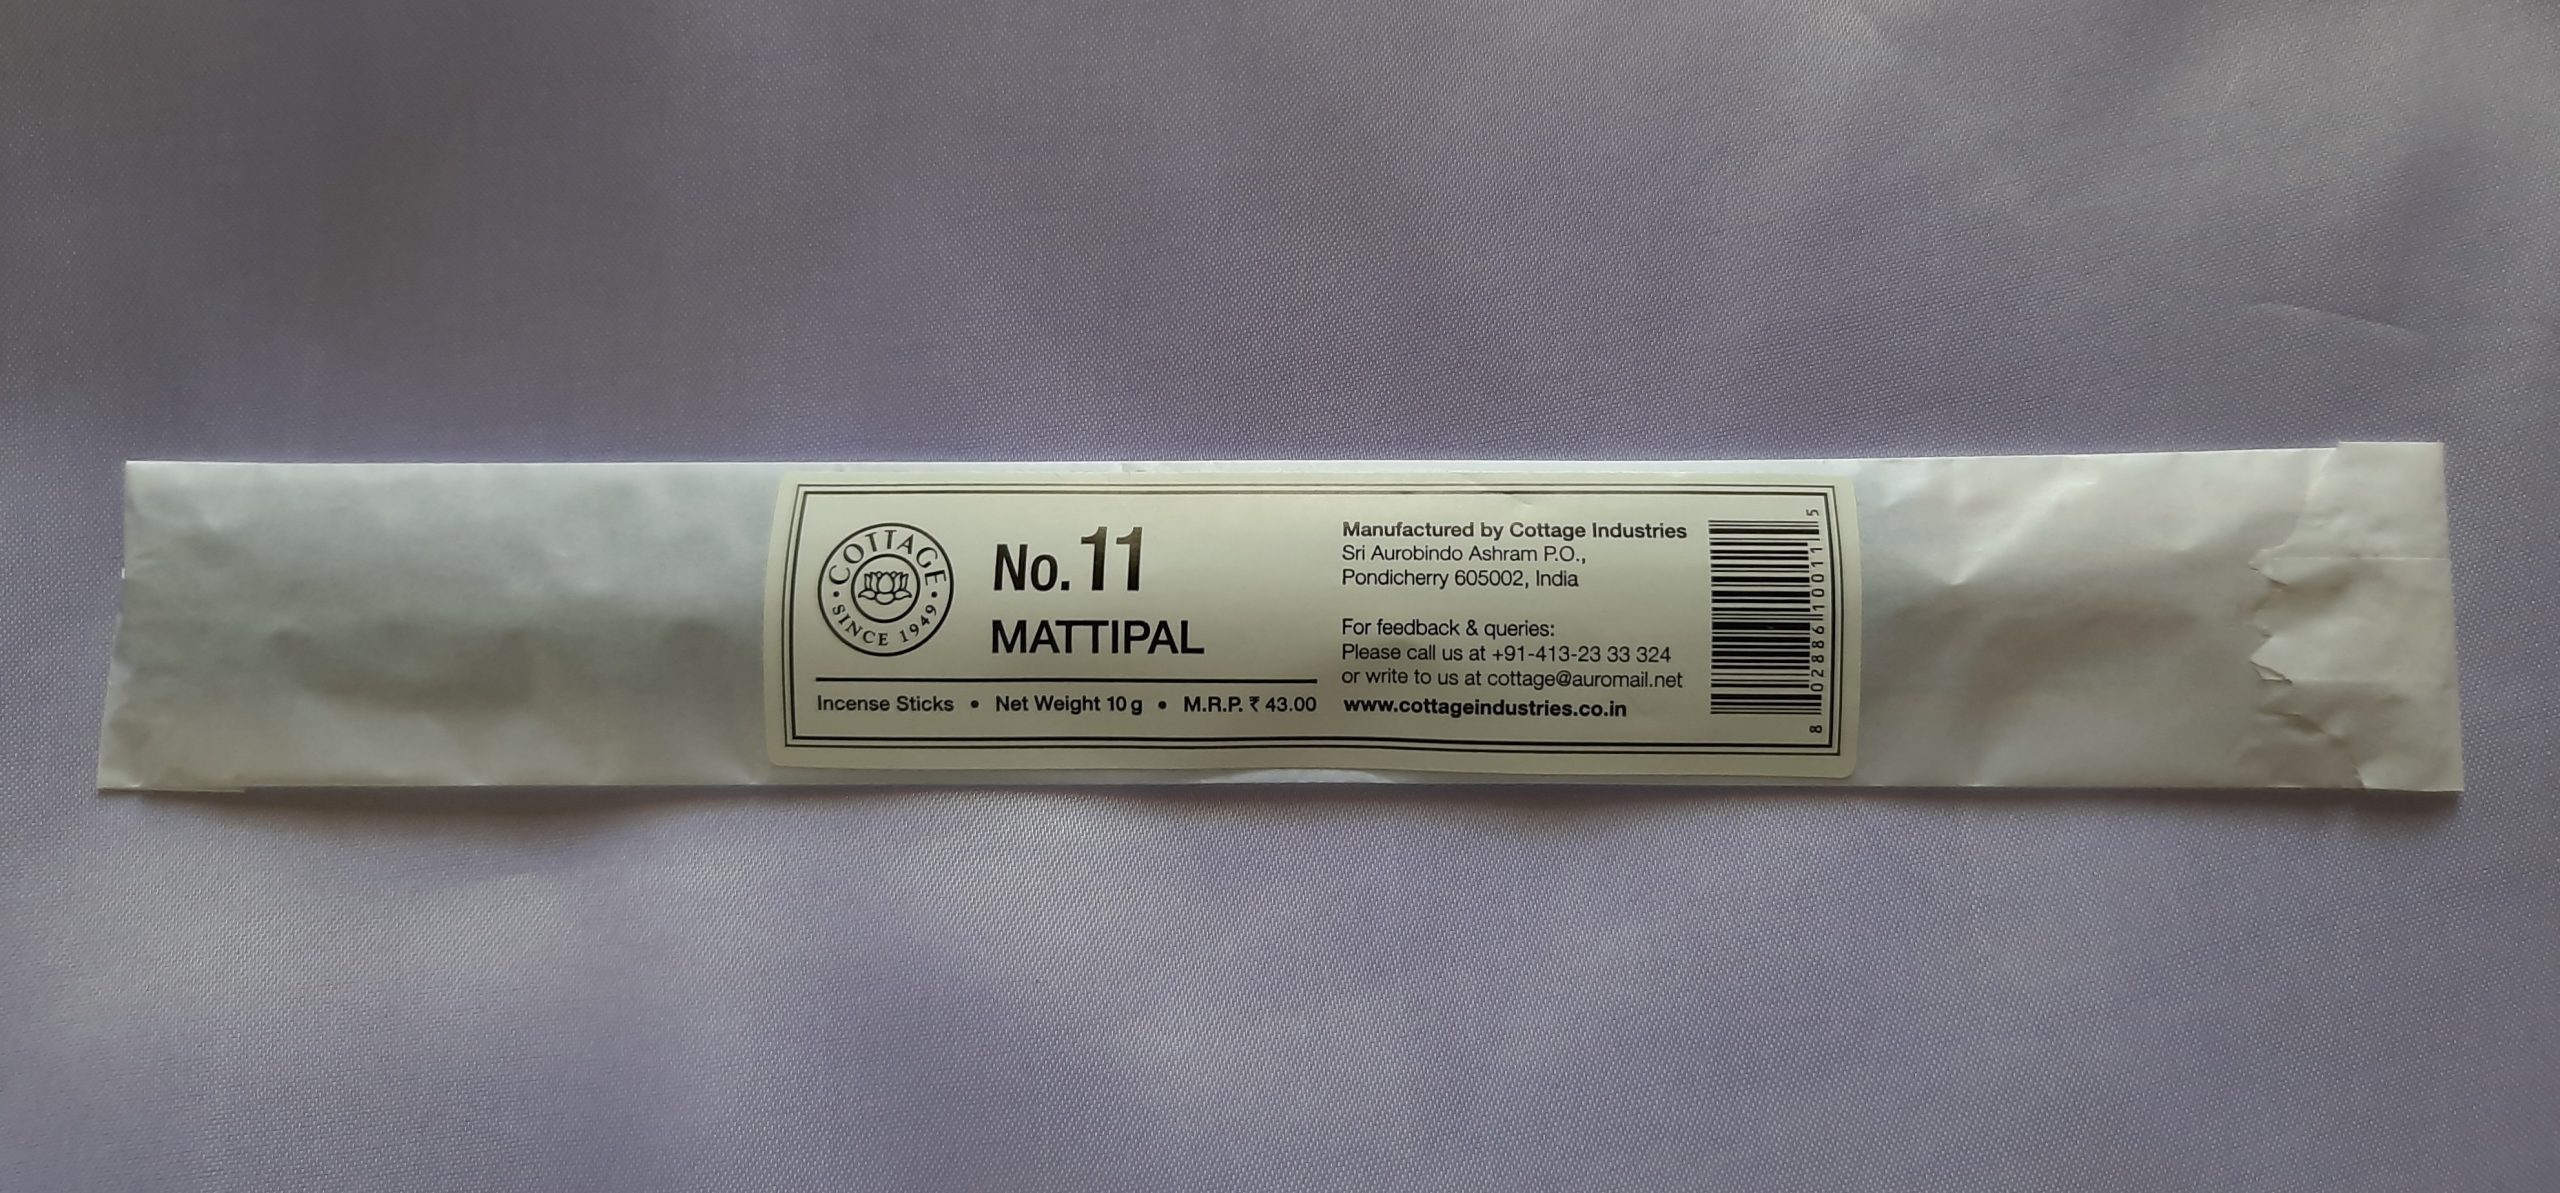 COTTAGE
SINCE 1949
No. 11
MATTIPAL
Incense Sticks • Net Weight 10 g • M.R.P. ₹ 43.00
Manufactured by Cottage Industries
Sri Aurobindo Ashram P.O.,
Pondicherry 605002, India
For feedback & queries:
Please call us at +91-413-23 33 324
or write to us at cottage@auromail.net
www.cottageindustries.co.in
8 028861 100115